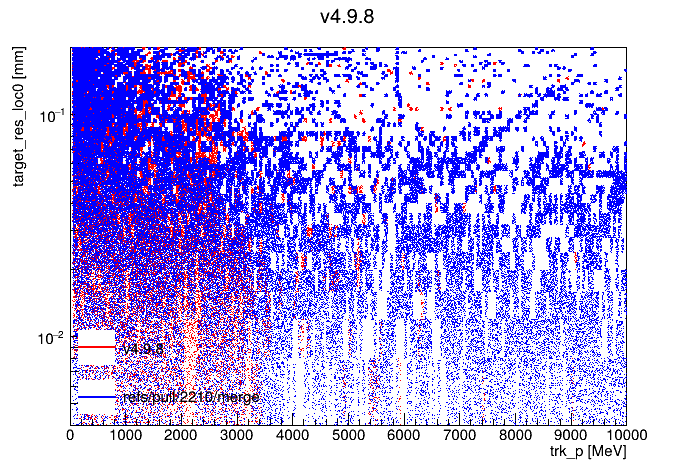 v4.9.8
target_res_loc0 [mm]
10⁻¹
10⁻²
v4.9.8
refs/pull/2216/merge
0 1000 2000 3000 4000 5000 6000 7000 8000 9000 10000
trk_p [MeV]